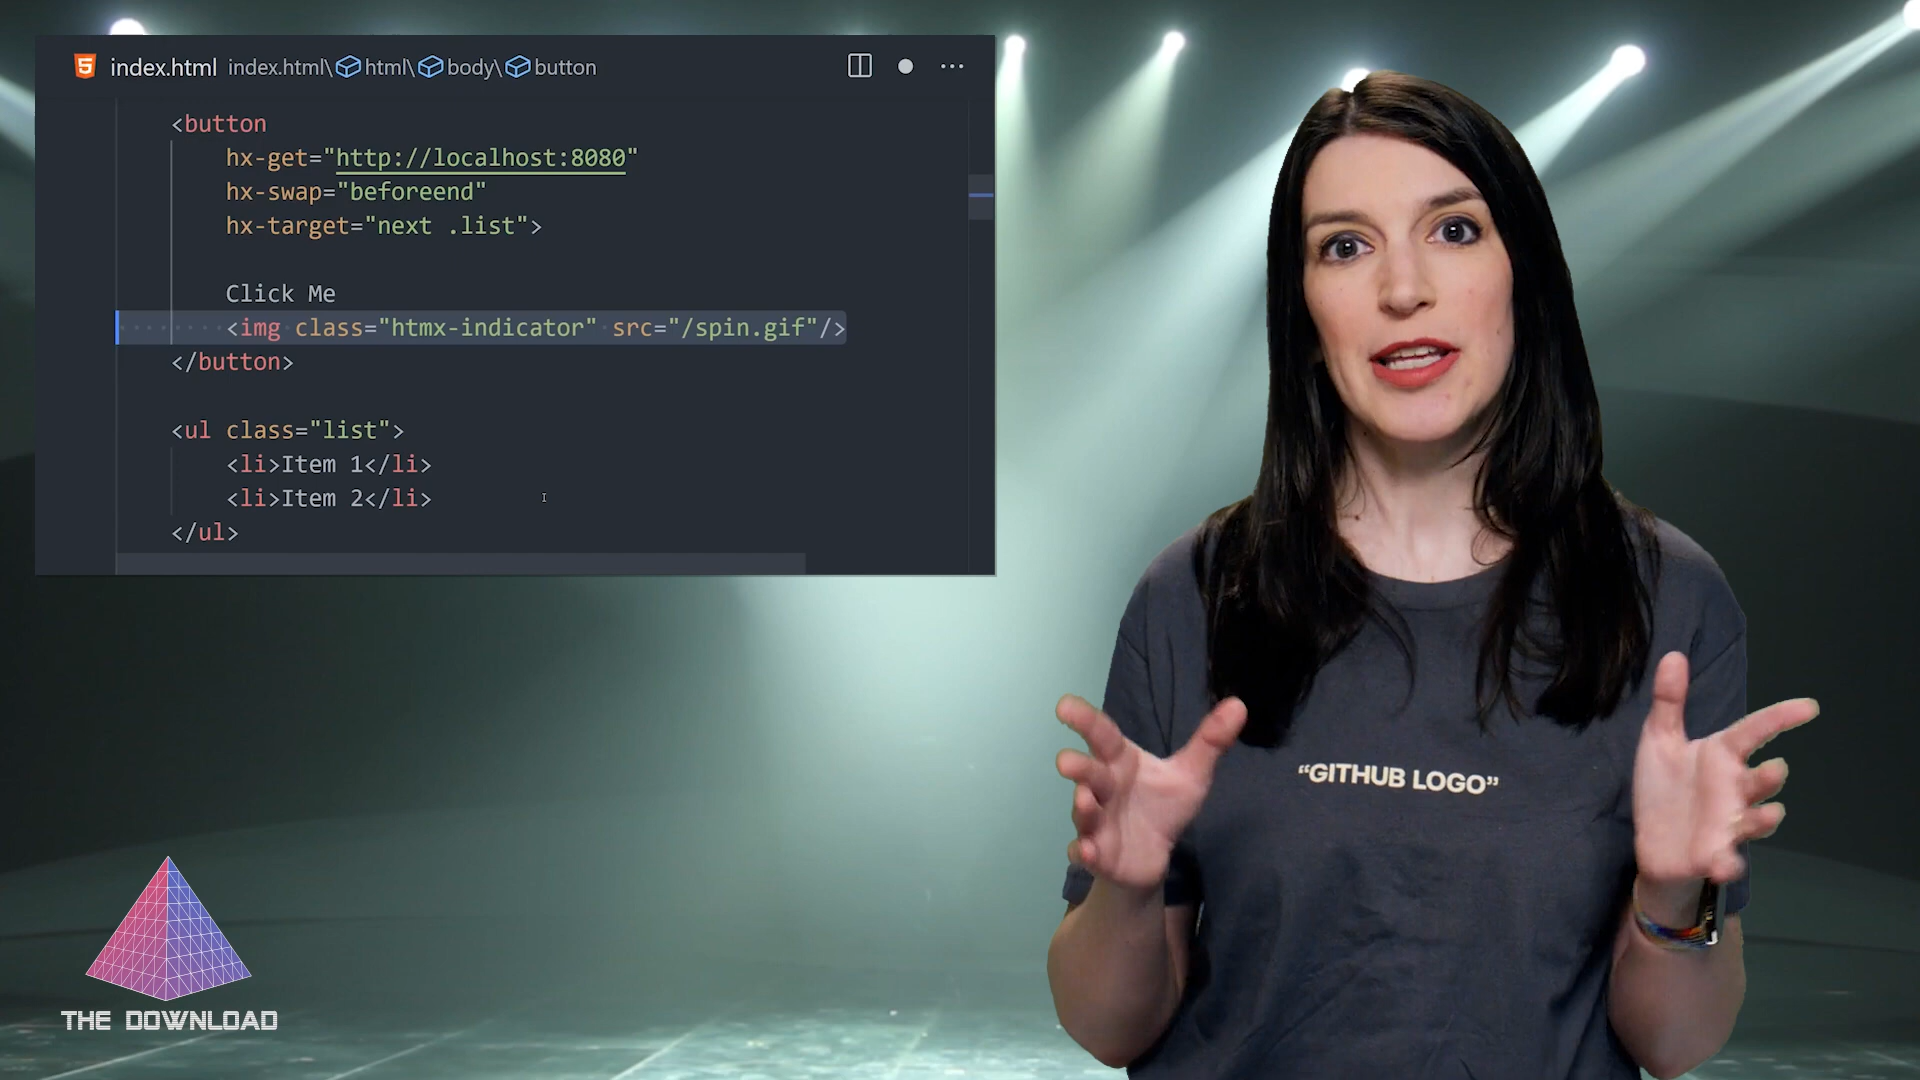 index.html index.html\html\body\button
<button
hx-get="http://localhost:8080"
hx-swap="beforeend"
hx-target="next .list">
Click Me
<img class="htmx-indicator" src="/spin.gif"/>
</button>
<ul class="list">
<li>Item 1</li>
<li>Item 2</li>
</ul>
“GITHUB LOGO”
THE DOWNLOAD